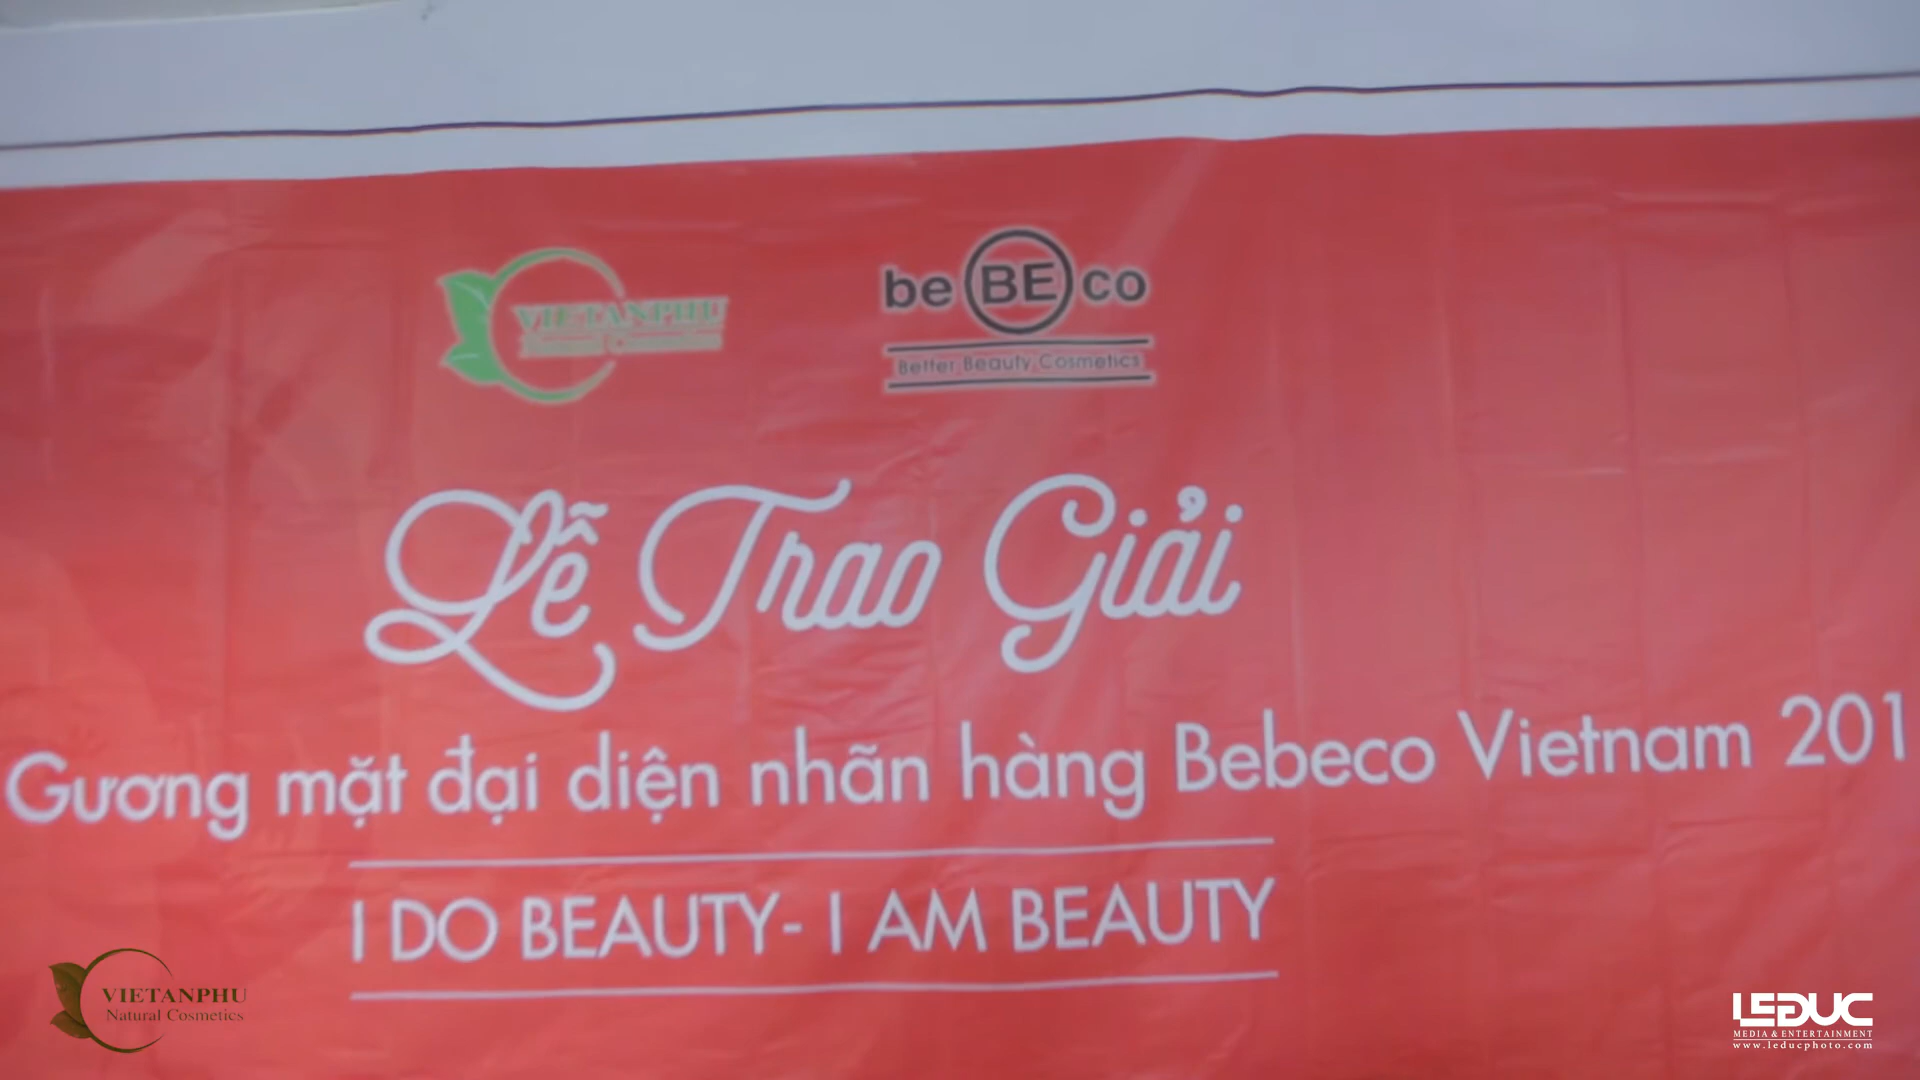 VIETANPHU
be BE co
Better Beauty Cosmetics
Lễ Trao Giải
Gương mặt đại diện nhãn hàng Bebeco Vietnam 201
I DO BEAUTY- I AM BEAUTY
VIETANPHU
Natural Cosmetics
LEDUC
MEDIA & ENTERTAINMENT
www.leducphoto.com